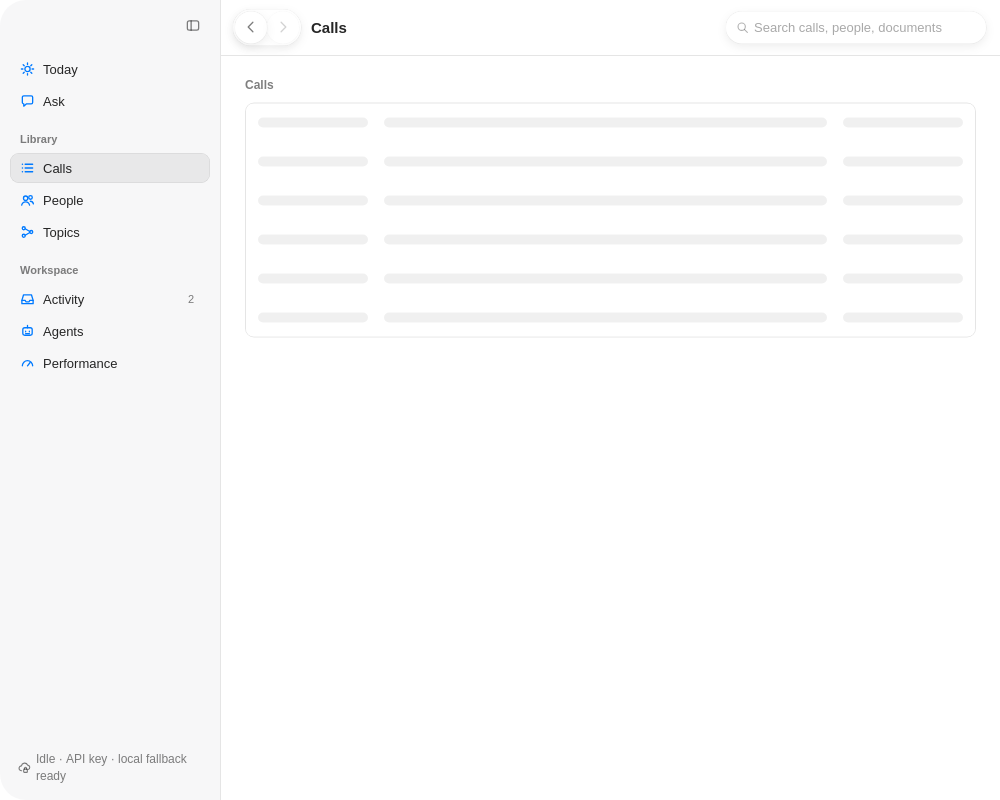 Calls
Search calls, people, documents
Today
Ask
Library
Calls
People
Topics
Workspace
Activity 2
Agents
Performance
Calls
Idle · API key · local fallback
ready